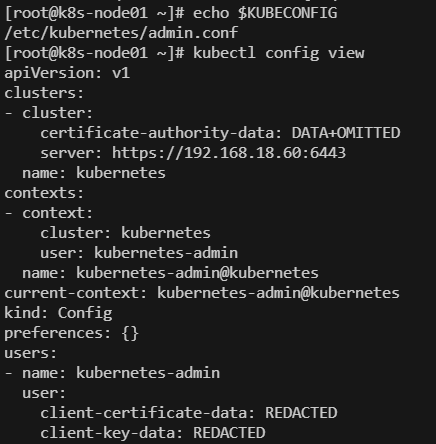 [root@k8s-node01 ~]# echo $KUBECONFIG
/etc/kubernetes/admin.conf
[root@k8s-node01 ~]# kubectl config view
apiVersion: v1
clusters:
- cluster:
    certificate-authority-data: DATA+OMITTED
    server: https://192.168.18.60:6443
  name: kubernetes
contexts:
- context:
    cluster: kubernetes
    user: kubernetes-admin
  name: kubernetes-admin@kubernetes
current-context: kubernetes-admin@kubernetes
kind: Config
preferences: {}
users:
- name: kubernetes-admin
  user:
    client-certificate-data: REDACTED
    client-key-data: REDACTED